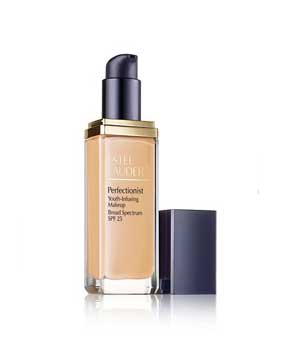 ESTĒE
LAUDER
Perfectionist
Youth-Infusing
Makeup
Broad Spectrum
SPF 25